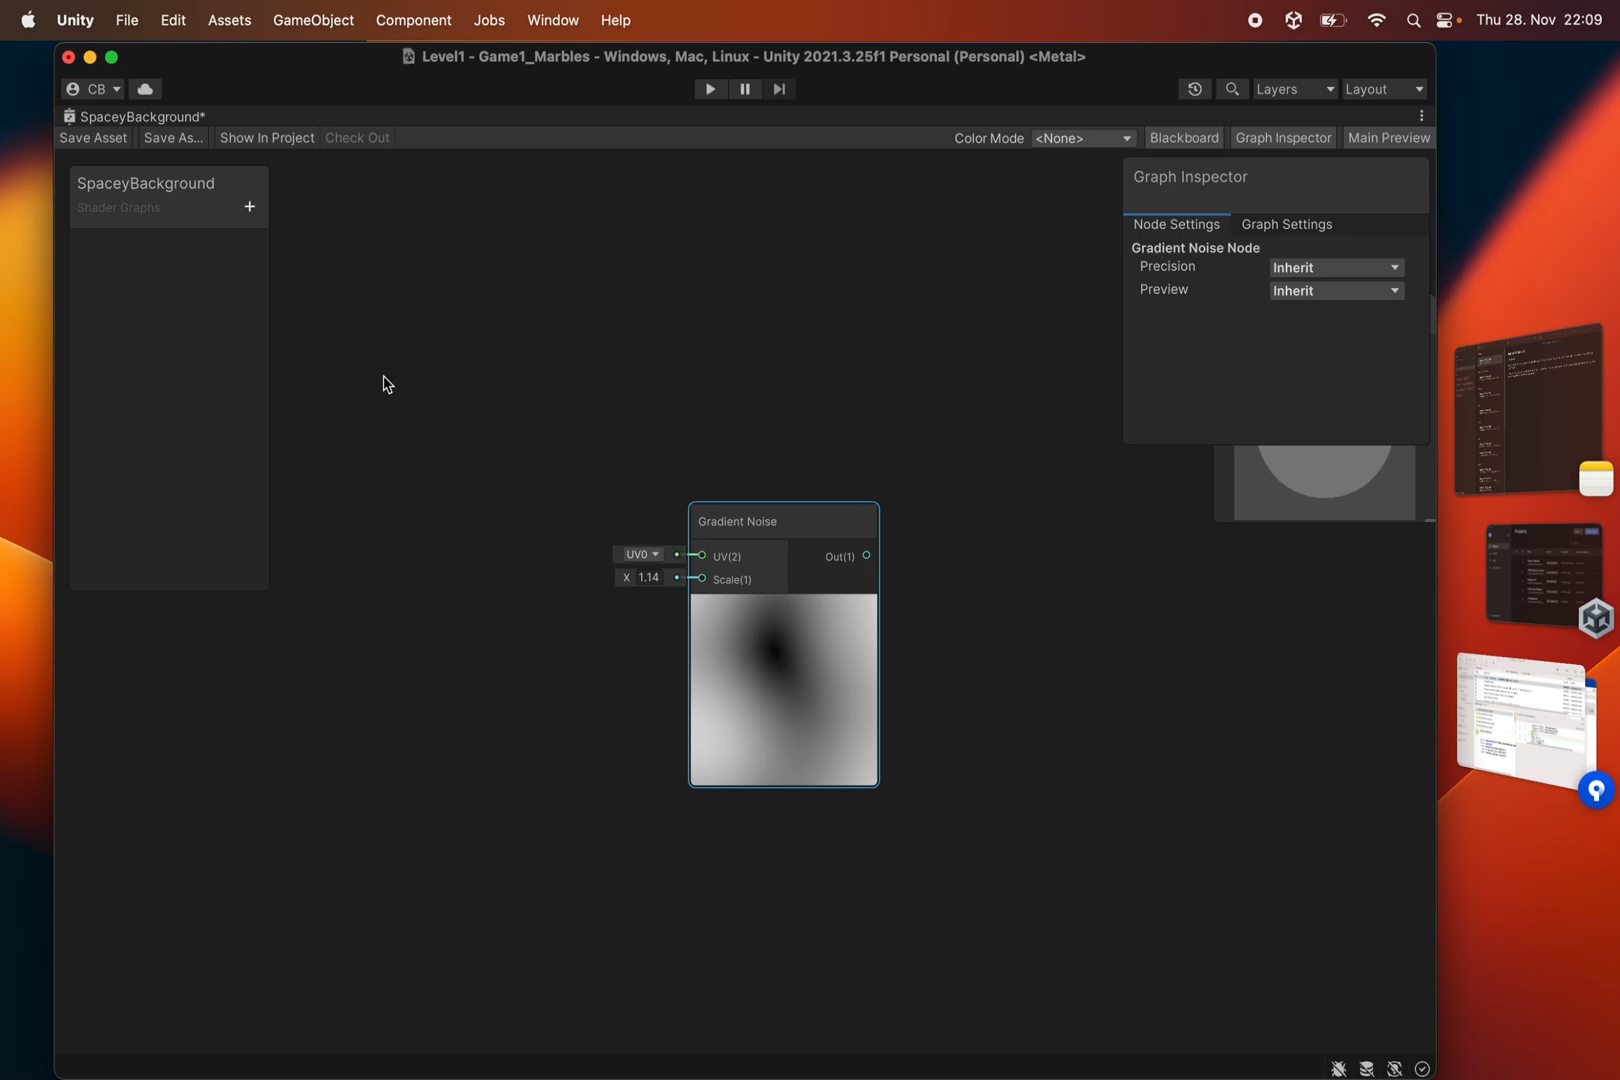 Unity File Edit Assets GameObject Component Jobs Window Help Thu 28. Nov 22:09
Level1 - Game1_Marbles - Windows, Mac, Linux - Unity 2021.3.25f1 Personal (Personal) <Metal>
CB Layers Layout
SpaceyBackground*
Save Asset Save As... Show In Project Check Out Color Mode <None> Blackboard Graph Inspector Main Preview
SpaceyBackground
Shader Graphs +
Graph Inspector
Node Settings Graph Settings
Gradient Noise Node
Precision Inherit
Preview Inherit
Gradient Noise
UV0 UV(2) Out(1)
X 1.14 Scale(1)